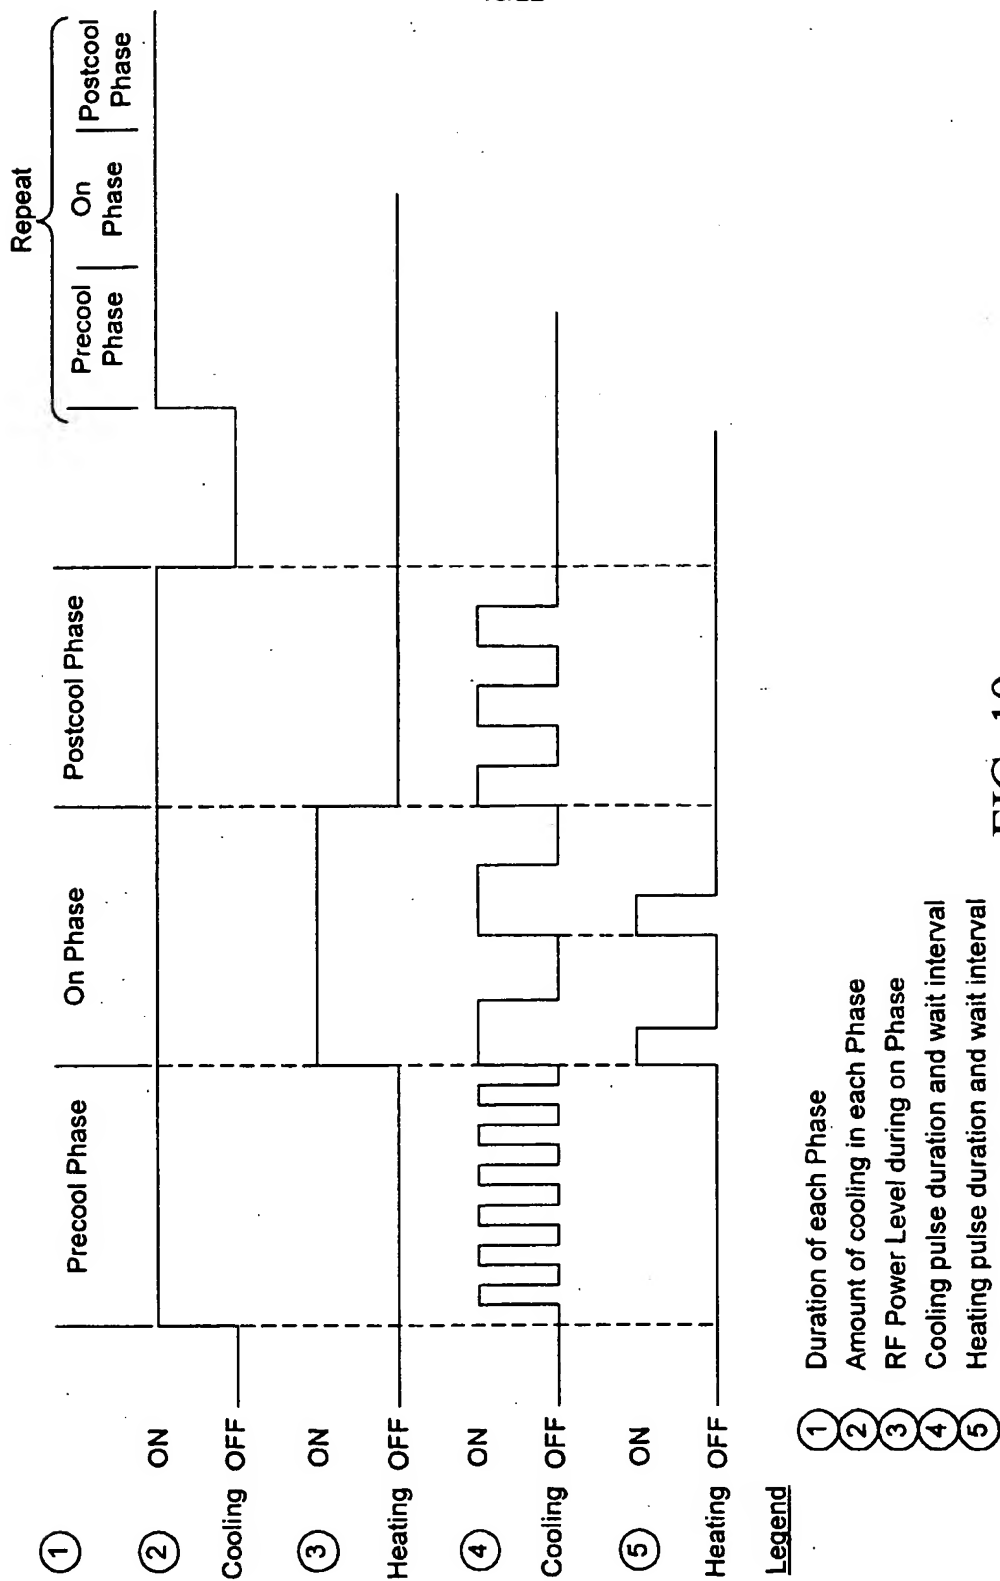 Repeat
Precool Phase
On Phase
Postcool Phase
Precool
Phase
On
Phase
Postcool
Phase
1
2 ON
Cooling OFF
3 ON
Heating OFF
4 ON
Cooling OFF
5 ON
Heating OFF
Legend
1 Duration of each Phase
2 Amount of cooling in each Phase
3 RF Power Level during on Phase
4 Cooling pulse duration and wait interval
5 Heating pulse duration and wait interval